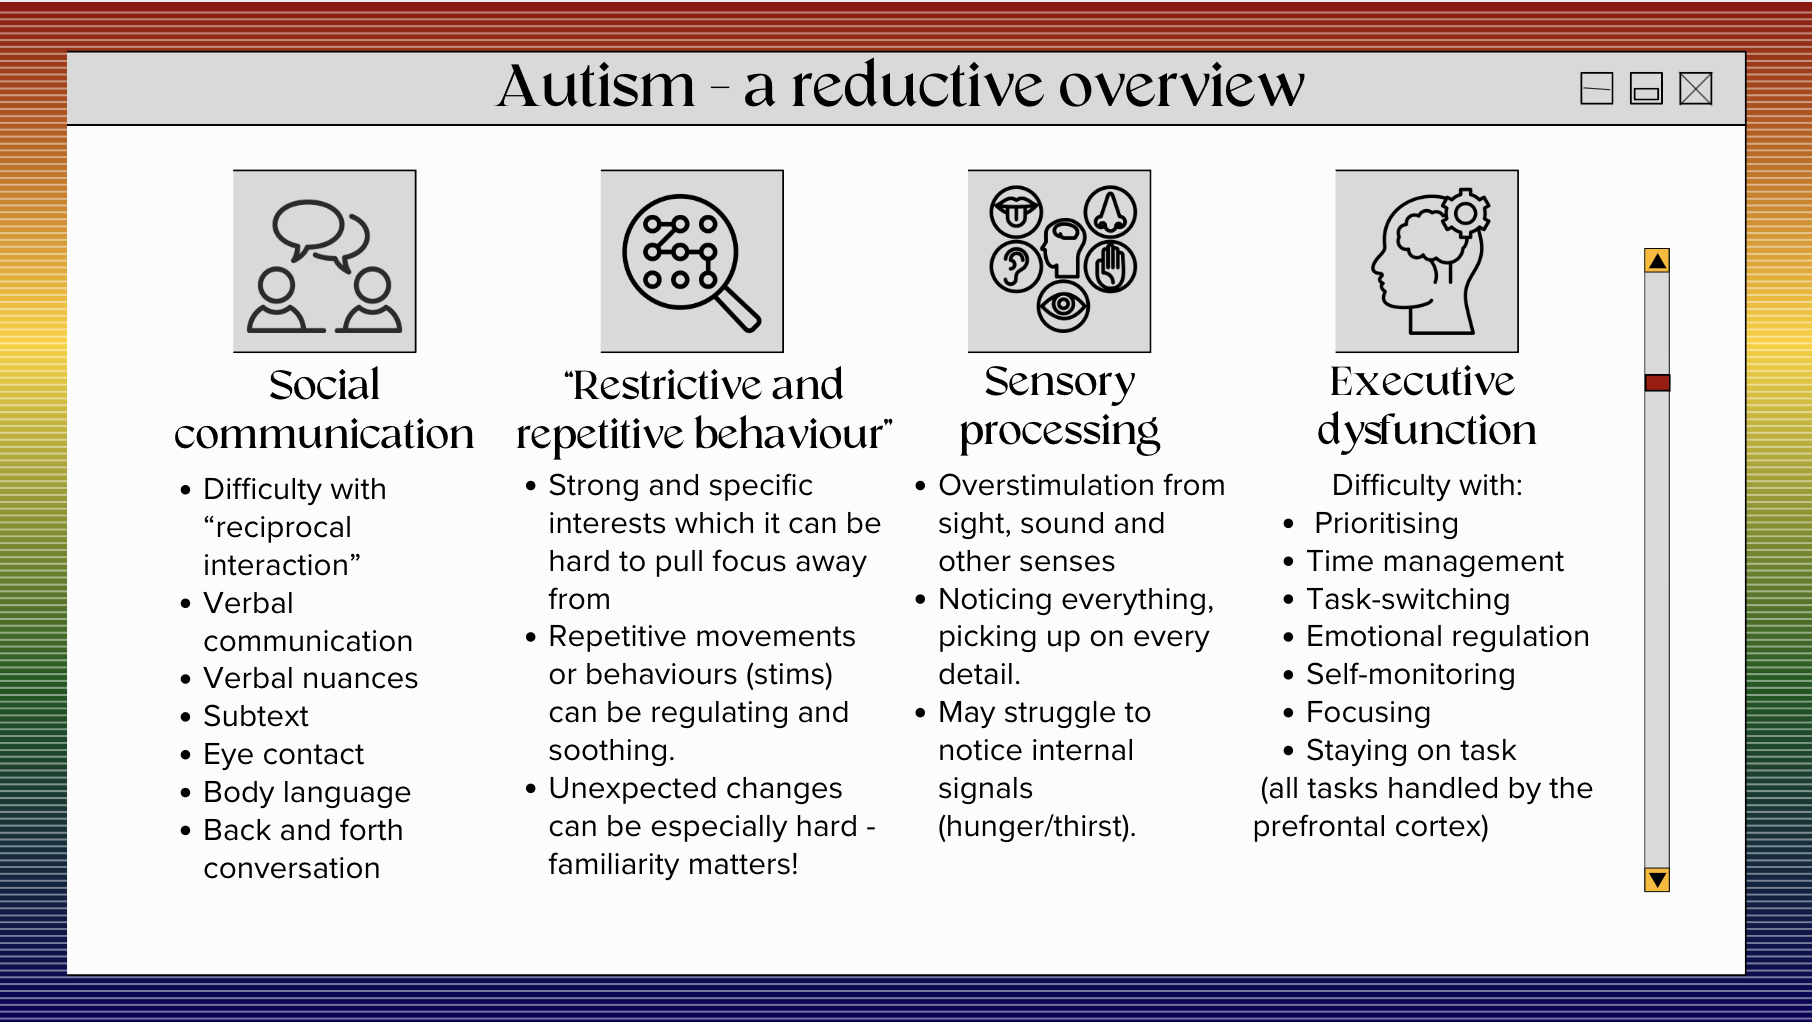 Autism - a reductive overview
Social
communication
• Difficulty with
“reciprocal
interaction”
• Verbal
communication
• Verbal nuances
• Subtext
• Eye contact
• Body language
• Back and forth
conversation
“Restrictive and
repetitive behaviour”
• Strong and specific
interests which it can be
hard to pull focus away
from
• Repetitive movements
or behaviours (stims)
can be regulating and
soothing.
• Unexpected changes
can be especially hard -
familiarity matters!
Sensory
processing
• Overstimulation from
sight, sound and
other senses
• Noticing everything,
picking up on every
detail.
• May struggle to
notice internal
signals
(hunger/thirst).
Executive
dysfunction
Difficulty with:
• Prioritising
• Time management
• Task-switching
• Emotional regulation
• Self-monitoring
• Focusing
• Staying on task
(all tasks handled by the
prefrontal cortex)